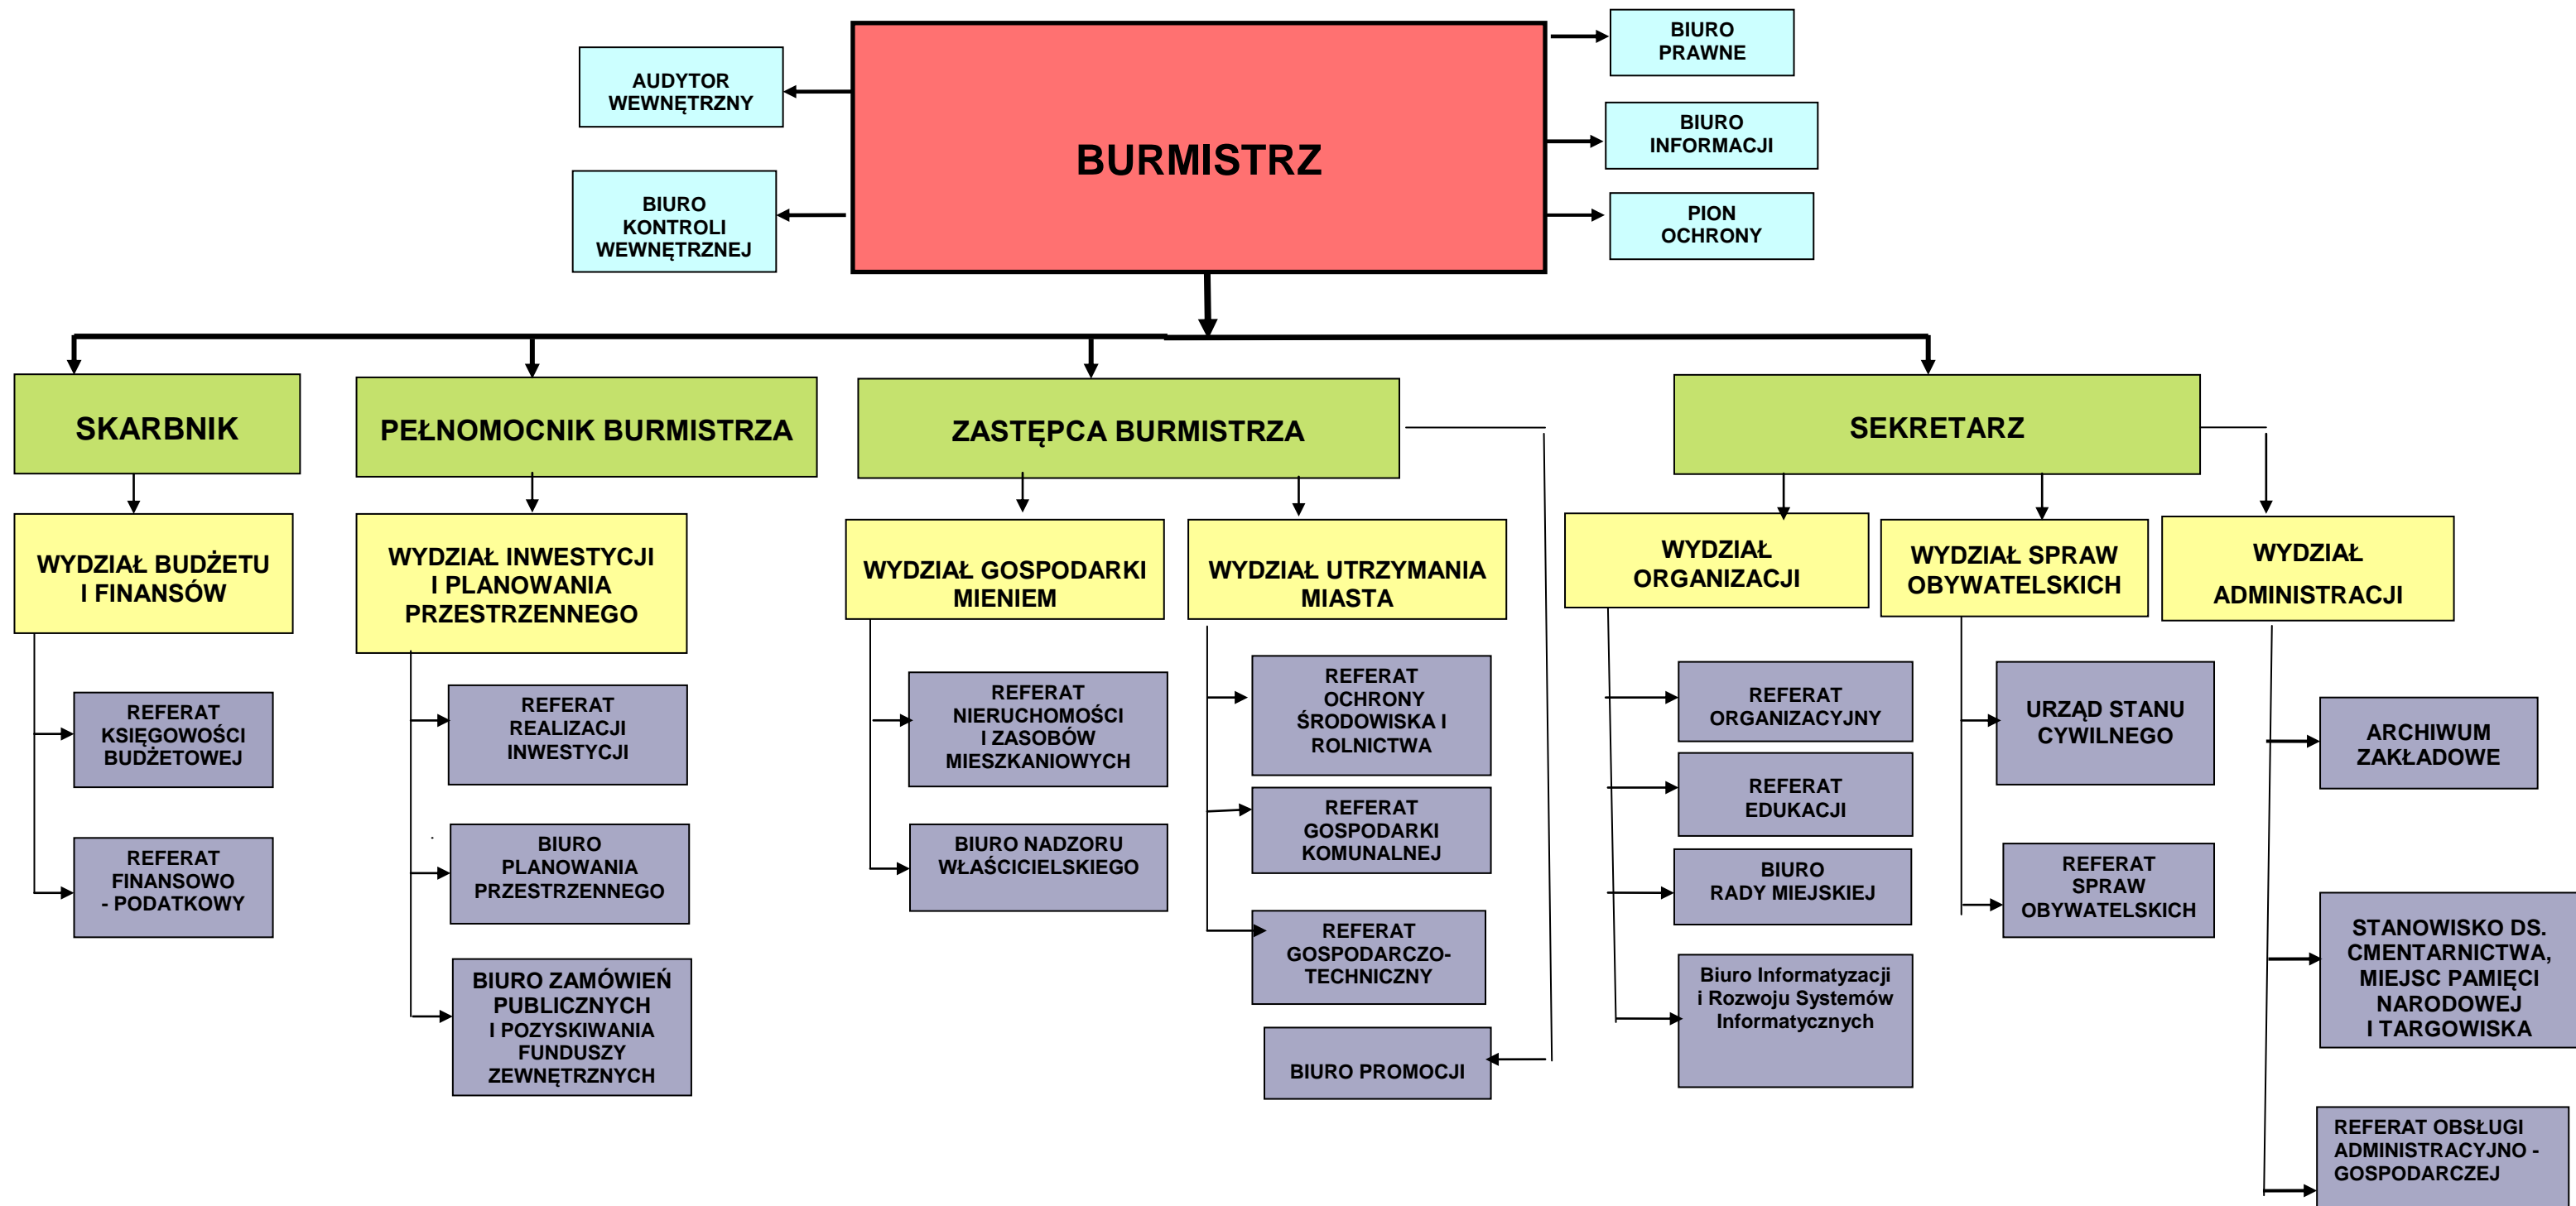 BURMISTRZ
AUDYTOR
WEWNĘTRZNY
BIURO
KONTROLI
WEWNĘTRZNEJ
BIURO
PRAWNE
BIURO
INFORMACJI
PION
OCHRONY
SKARBNIK
PEŁNOMOCNIK BURMISTRZA
ZASTĘPCA BURMISTRZA
SEKRETARZ
WYDZIAŁ BUDŻETU
I FINANSÓW
WYDZIAŁ INWESTYCJI
I PLANOWANIA
PRZESTRZENNEGO
WYDZIAŁ GOSPODARKI
MIENIEM
WYDZIAŁ UTRZYMANIA
MIASTA
WYDZIAŁ
ORGANIZACJI
WYDZIAŁ SPRAW
OBYWATELSKICH
WYDZIAŁ
ADMINISTRACJI
REFERAT
KSIĘGOWOŚCI
BUDŻETOWEJ
REFERAT
FINANSOWO
- PODATKOWY
REFERAT
REALIZACJI
INWESTYCJI
BIURO
PLANOWANIA
PRZESTRZENNEGO
BIURO ZAMÓWIEŃ
PUBLICZNYCH
I POZYSKIWANIA
FUNDUSZY
ZEWNĘTRZNYCH
REFERAT
NIERUCHOMOŚCI
I ZASOBÓW
MIESZKANIOWYCH
BIURO NADZORU
WŁAŚCICIELSKIEGO
REFERAT
OCHRONY
ŚRODOWISKA I
ROLNICTWA
REFERAT
GOSPODARKI
KOMUNALNEJ
REFERAT
GOSPODARCZO-
TECHNICZNY
BIURO PROMOCJI
REFERAT
ORGANIZACYJNY
REFERAT
EDUKACJI
BIURO
RADY MIEJSKIEJ
Biuro Informatyzacji
i Rozwoju Systemów
Informatycznych
URZĄD STANU
CYWILNEGO
REFERAT
SPRAW
OBYWATELSKICH
ARCHIWUM
ZAKŁADOWE
STANOWISKO DS.
CMENTARNICTWA,
MIEJSC PAMIĘCI
NARODOWEJ
I TARGOWISKA
REFERAT OBSŁUGI
ADMINISTRACYJNO -
GOSPODARCZEJ